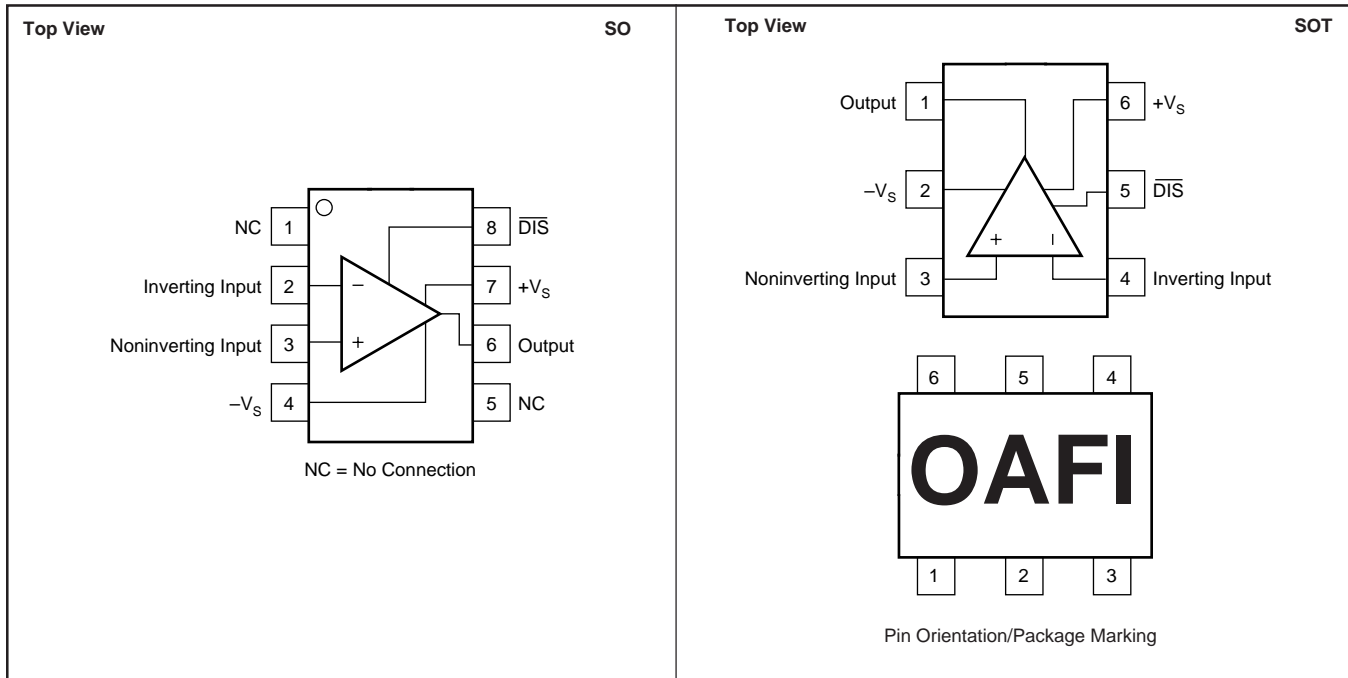 Top View SO
NC 1 8 D̅I̅S̅
Inverting Input 2 − 7 +VS
Noninverting Input 3 + 6 Output
–VS 4 5 NC
NC = No Connection
Top View SOT
Output 1 6 +VS
–VS 2 5 D̅I̅S̅
+ −
Noninverting Input 3 4 Inverting Input
6 5 4
OAFI
1 2 3
Pin Orientation/Package Marking